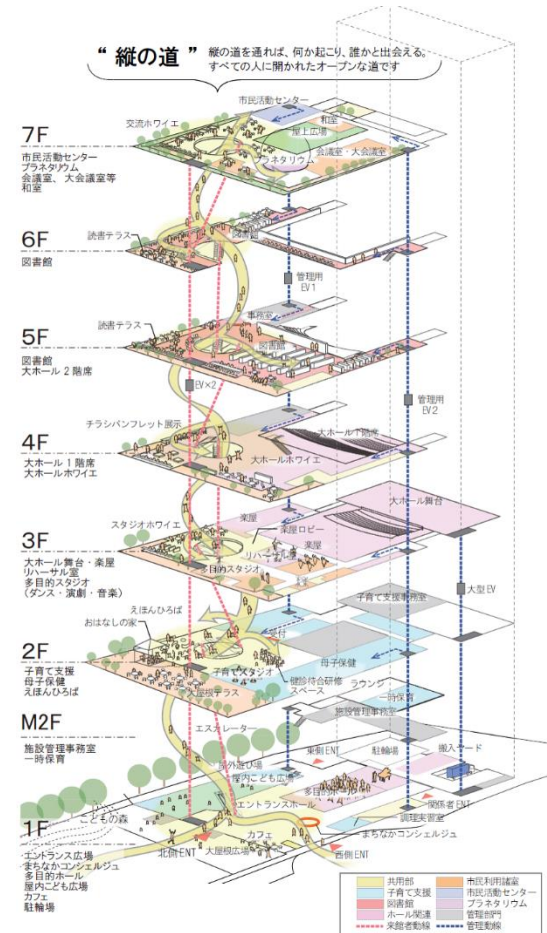 “ 縦の道 ”
縦の道を通れば、何か起こり、誰かと出会える。
すべての人に開かれたオープンな道です
7F
市民活動センター
プラネタリウム
会議室、大会議室等
和室
交流ホワイエ
市民活動センター
和室
屋上広場
プラネタリウム
会議室・大会議室
6F
図書館
読書テラス
図書館
管理用
EV1
5F
図書館
大ホール 2 階席
読書テラス
事務室
図書館
EV×2
管理用
EV2
4F
大ホール 1 階席
大ホールホワイエ
チラシパンフレット展示
大ホール1階席
大ホールホワイエ
3F
大ホール舞台・楽屋
リハーサル室
多目的スタジオ
（ダンス・演劇・音楽）
スタジオホワイエ
楽屋
楽屋ロビー
大ホール舞台
リハーサル室
楽屋
多目的スタジオ
大型 EV
2F
子育て支援
母子保健
えほんひろば
えほんひろば
おはなしの家
子育て支援事務室
受付
母子保健
子育てスタジオ
健診待合研修
スペース
大屋根テラス
M2F
施設管理事務室
一時保育
ラウンジ
一時保育
施設管理事務室
エスカレーター
1F
エントランス広場
まちなかコンシェルジュ
多目的ホール
屋内こども広場
カフェ
駐輪場
屋外遊び場
東側 ENT
駐輪場
搬入ヤード
屋内こども広場
多目的ホール
こどもの森
エントランスホール
関係者 ENT
調理実習室
カフェ
まちなかコンシェルジュ
北側 ENT
大屋根広場
西側 ENT
共用部
市民利用諸室
子育て支援
市民活動センター
図書館
プラネタリウム
ホール関連
管理部門
来館者動線
管理動線